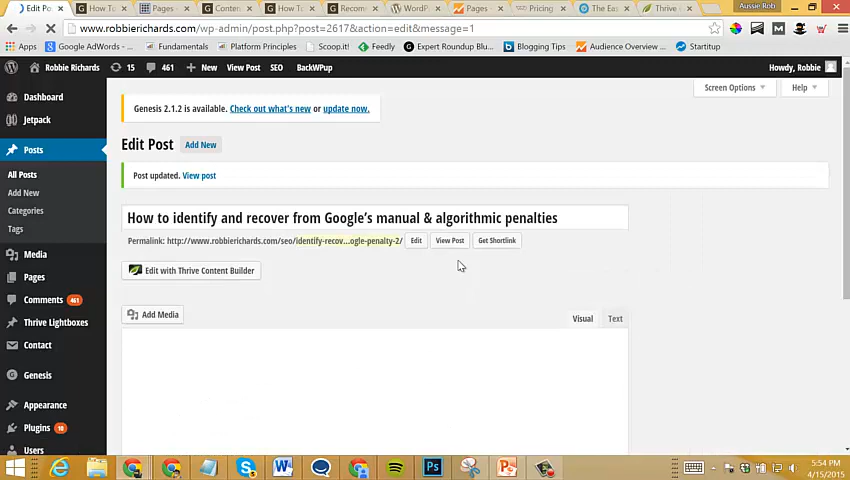 Edit Po
How To
Pages -
Conten
How To
Recom
WordP
Pages -
Pricing
The Eas
Thrive
Aussie Rob
www.robbierichards.com/wp-admin/post.php?post=2617&action=edit&message=1
Apps
Google AdWords -
Fundamentals
Platform Principles
Scoop.it!
Feedly
Expert Roundup Blu
Blogging Tips
Audience Overview -
Startitup
Robbie Richards
15
461
New
View Post
SEO
BackWPup
Howdy, Robbie
Screen Options
Help
Dashboard
Jetpack
Posts
All Posts
Add New
Categories
Tags
Media
Pages
Comments 461
Thrive Lightboxes
Contact
Genesis
Appearance
Plugins 10
Users
Genesis 2.1.2 is available. Check out what's new or update now.
Edit Post
Add New
Post updated. View post
How to identify and recover from Google's manual & algorithmic penalties
Permalink: http://www.robbierichards.com/seo/identify-recov...ogle-penalty-2/
Edit
View Post
Get Shortlink
Edit with Thrive Content Builder
Add Media
Visual
Text
5:54 PM
4/15/2015